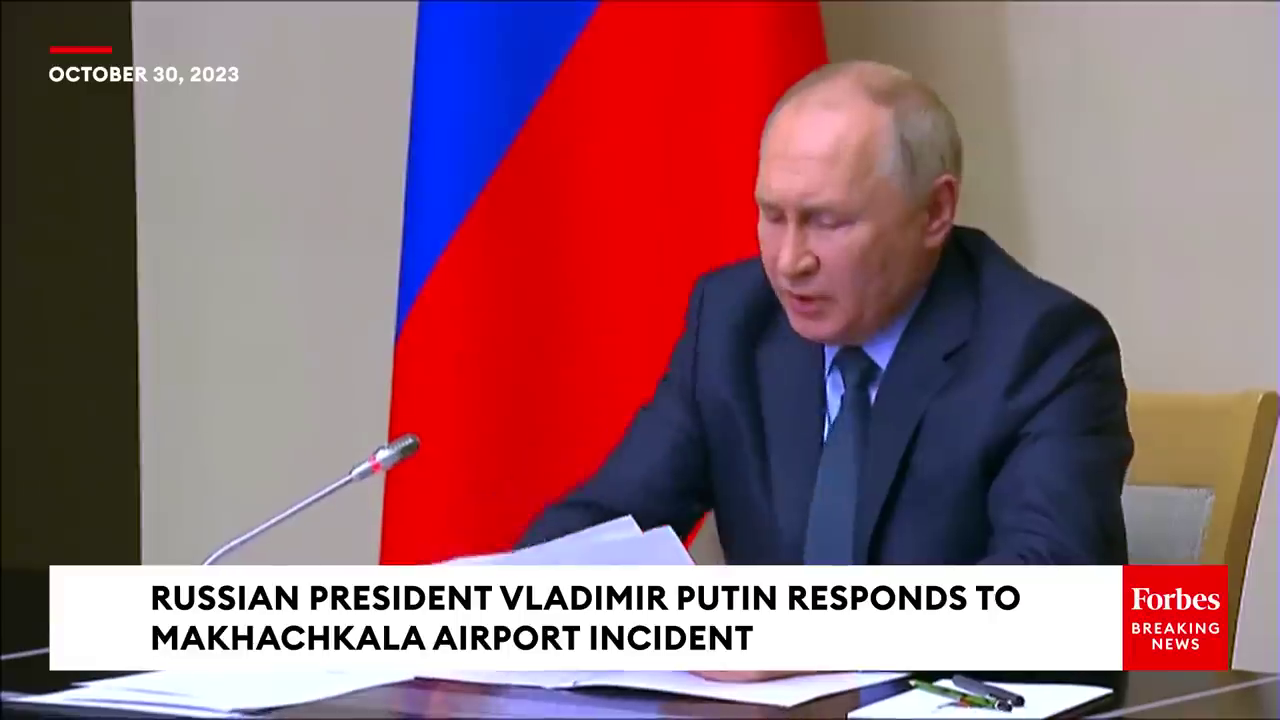 OCTOBER 30, 2023
RUSSIAN PRESIDENT VLADIMIR PUTIN RESPONDS TO
MAKHACHKALA AIRPORT INCIDENT
Forbes
BREAKING
NEWS